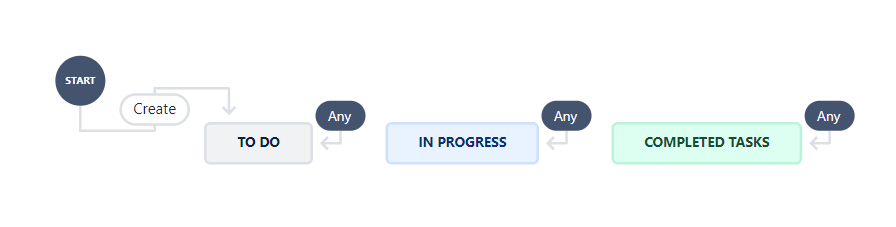 START
Create
Any
Any
Any
TO DO
IN PROGRESS
COMPLETED TASKS